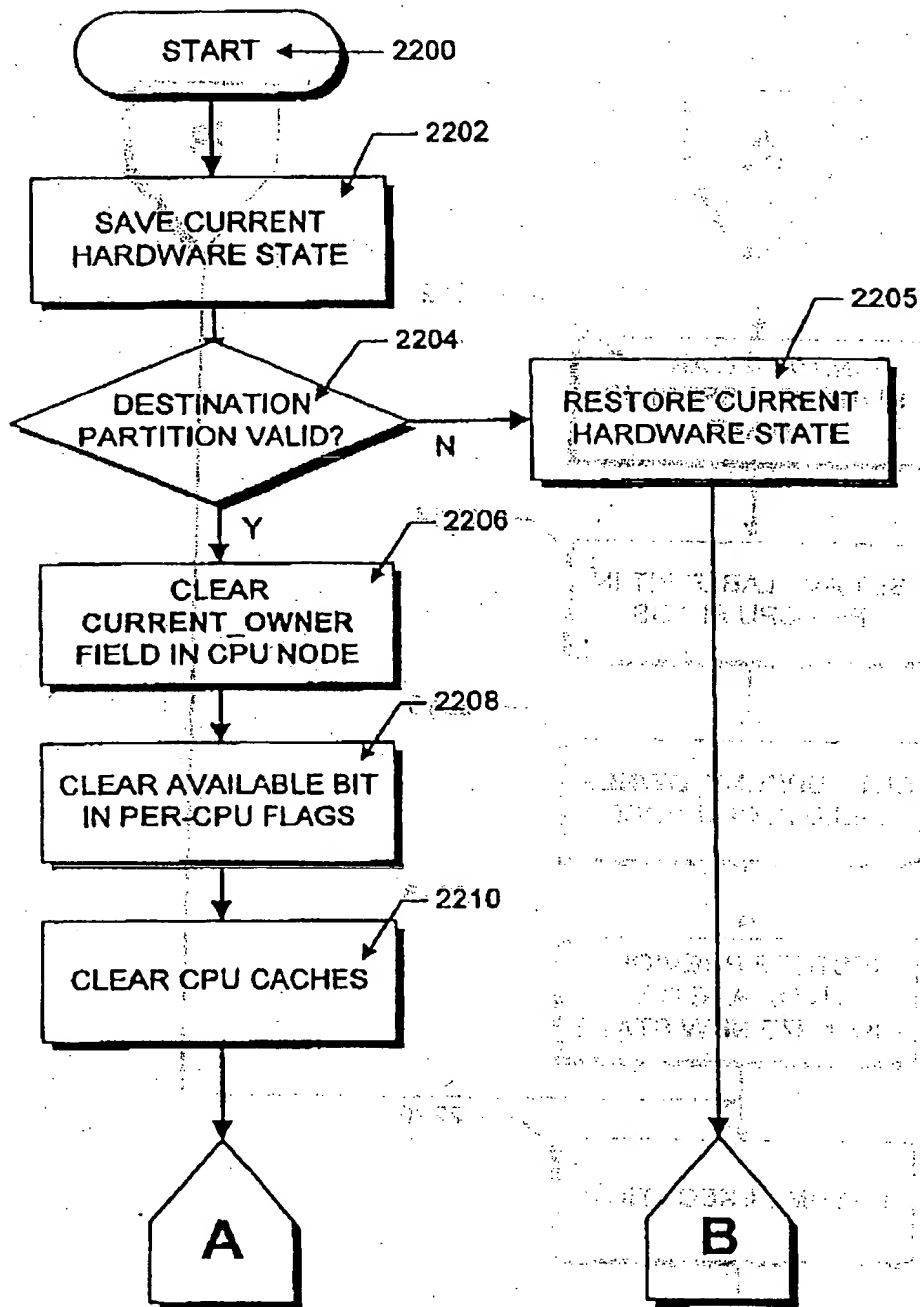 START
2200
2202
SAVE CURRENT
HARDWARE STATE
2204
2205
DESTINATION
PARTITION VALID?
N
RESTORE CURRENT
HARDWARE STATE
Y
2206
CLEAR
CURRENT_OWNER
FIELD IN CPU NODE
2208
CLEAR AVAILABLE BIT
IN PER-CPU FLAGS
2210
CLEAR CPU CACHES
A
B